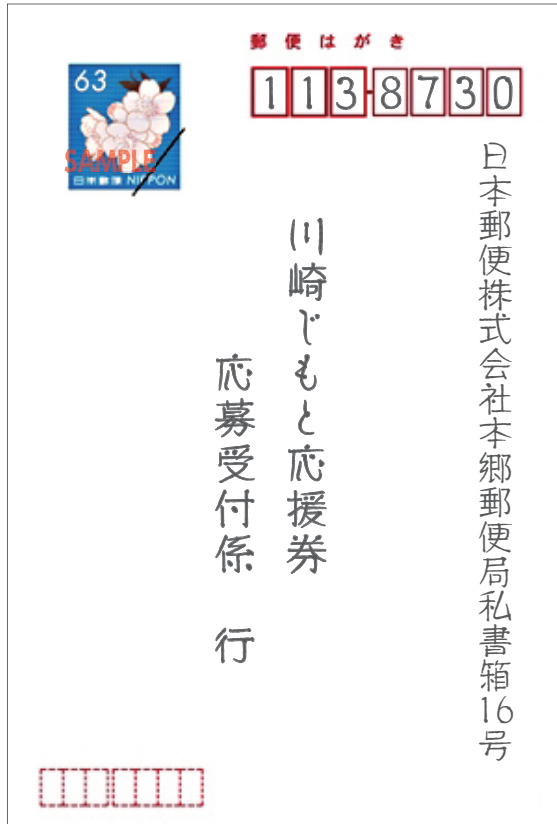 郵便はがき
63
SAMPLE
日本郵便 NIPPON
113-8730
日本郵便株式会社本郷郵便局私書箱16号
川崎じもと応援券
応募受付係 行